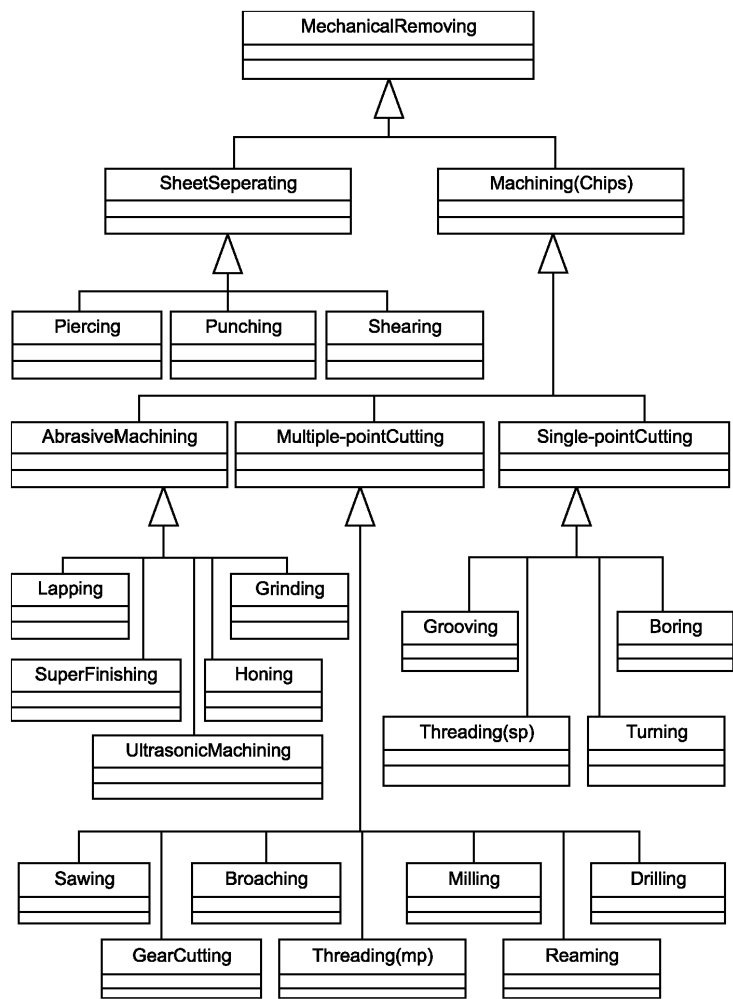 MechanicalRemoving
SheetSeperating
Machining(Chips)
Piercing
Punching
Shearing
AbrasiveMachining
Multiple-pointCutting
Single-pointCutting
Lapping
Grinding
Grooving
Boring
SuperFinishing
Honing
Threading(sp)
Turning
UltrasonicMachining
Sawing
Broaching
Milling
Drilling
GearCutting
Threading(mp)
Reaming